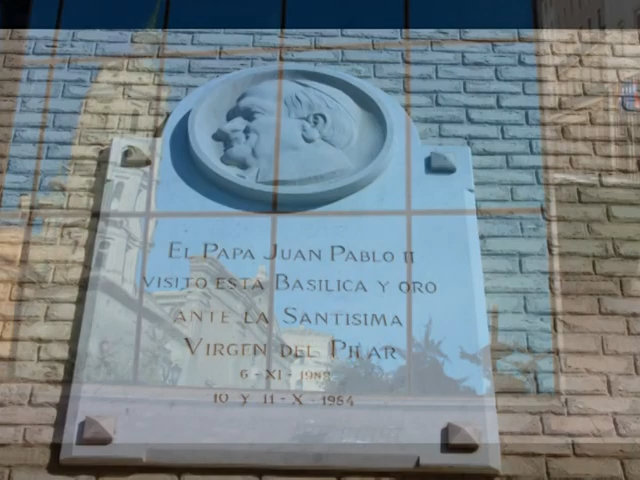 EL PAPA JUAN PABLO II
VISITO ESTA BASILICA Y ORO
ANTE LA SANTISIMA
VIRGEN DEL PILAR
6-XI-1982
10 Y 11-X-1984